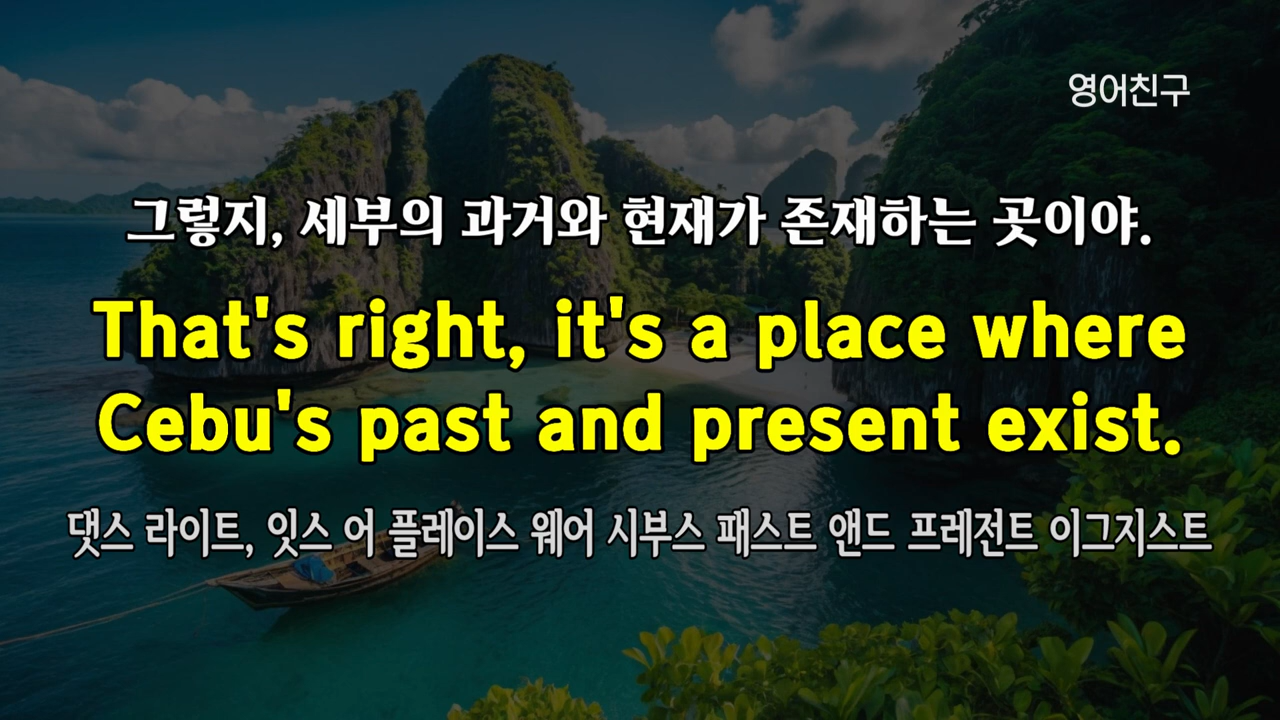 영어친구
그렇지, 세부의 과거와 현재가 존재하는 곳이야.
That's right, it's a place where
Cebu's past and present exist.
댓스 라이트, 잇스 어 플레이스 웨어 시부스 패스트 앤드 프레전트 이그지스트